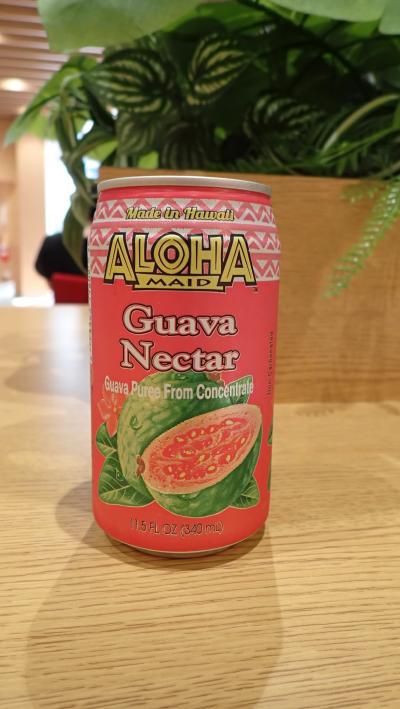 Made in Hawaii
ALOHA
MAID
Guava
Nectar
Guava Puree From Concentrate
11.5 FL OZ (340 mL)
Non Carbonated